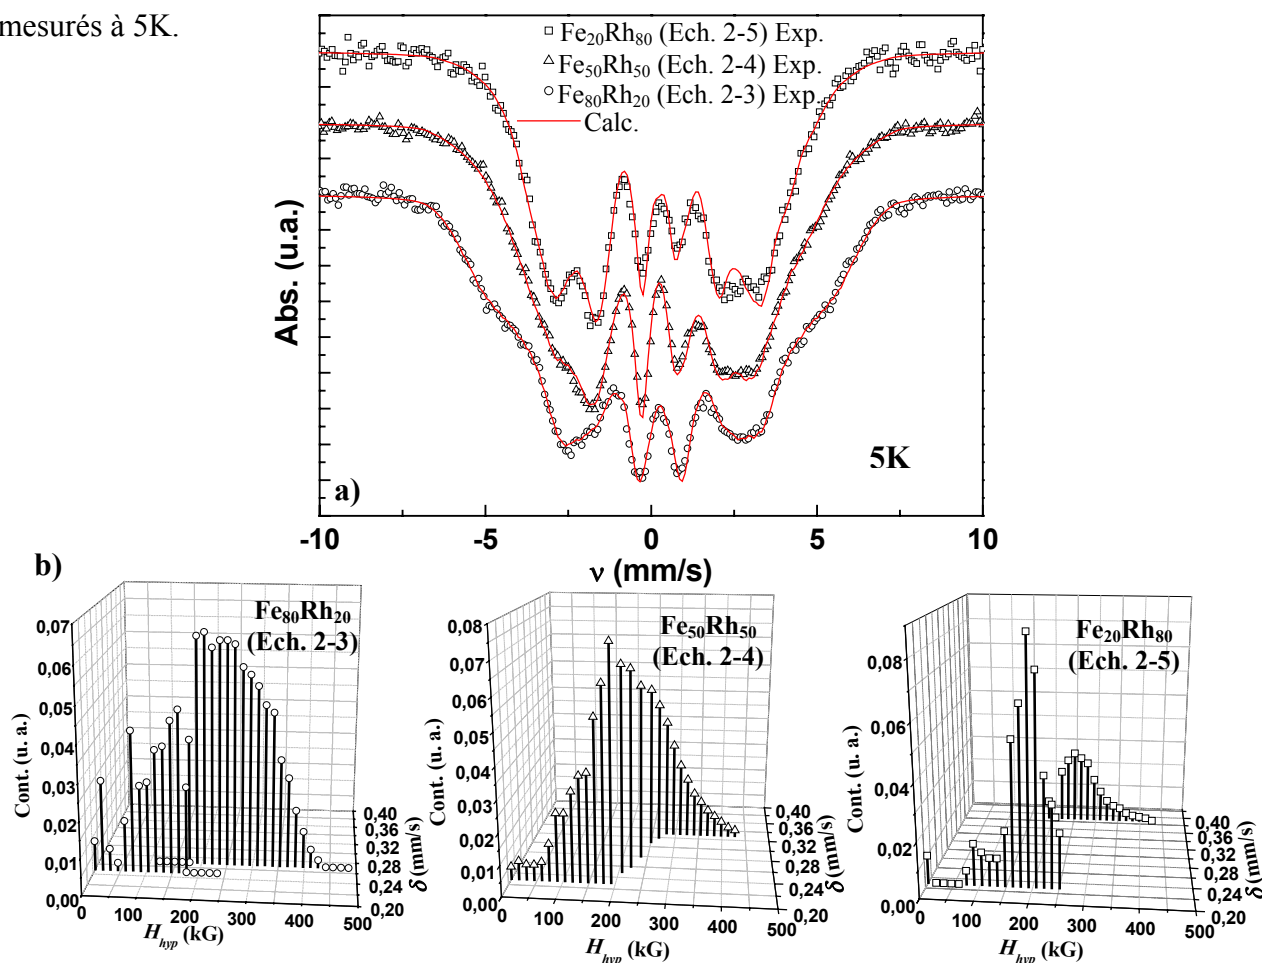 mesurés à 5K.
Fe20Rh80 (Ech. 2-5) Exp.
Fe50Rh50 (Ech. 2-4) Exp.
Fe80Rh20 (Ech. 2-3) Exp.
Calc.
Abs. (u.a.)
5K
a)
-10 -5 0 5 10
ν (mm/s)
b)
Fe80Rh20
(Ech. 2-3)
0,07
0,06
0,05
0,04
0,03
0,02
0,01
0,00
Cont. (u. a.)
0 100 200 300 400 500
Hhyp (kG)
0,40
0,36
0,32
0,28
0,24
0,20
δ (mm/s)
Fe50Rh50
(Ech. 2-4)
0,08
0,07
0,06
0,05
0,04
0,03
0,02
0,01
0,00
Cont. (u. a.)
0 100 200 300 400 500
Hhyp (kG)
0,40
0,36
0,32
0,28
0,24
0,20
δ (mm/s)
Fe20Rh80
(Ech. 2-5)
0,08
0,06
0,04
0,02
0,00
Cont. (u. a.)
0 100 200 300 400 500
Hhyp (kG)
0,40
0,36
0,32
0,28
0,24
0,20
δ (mm/s)